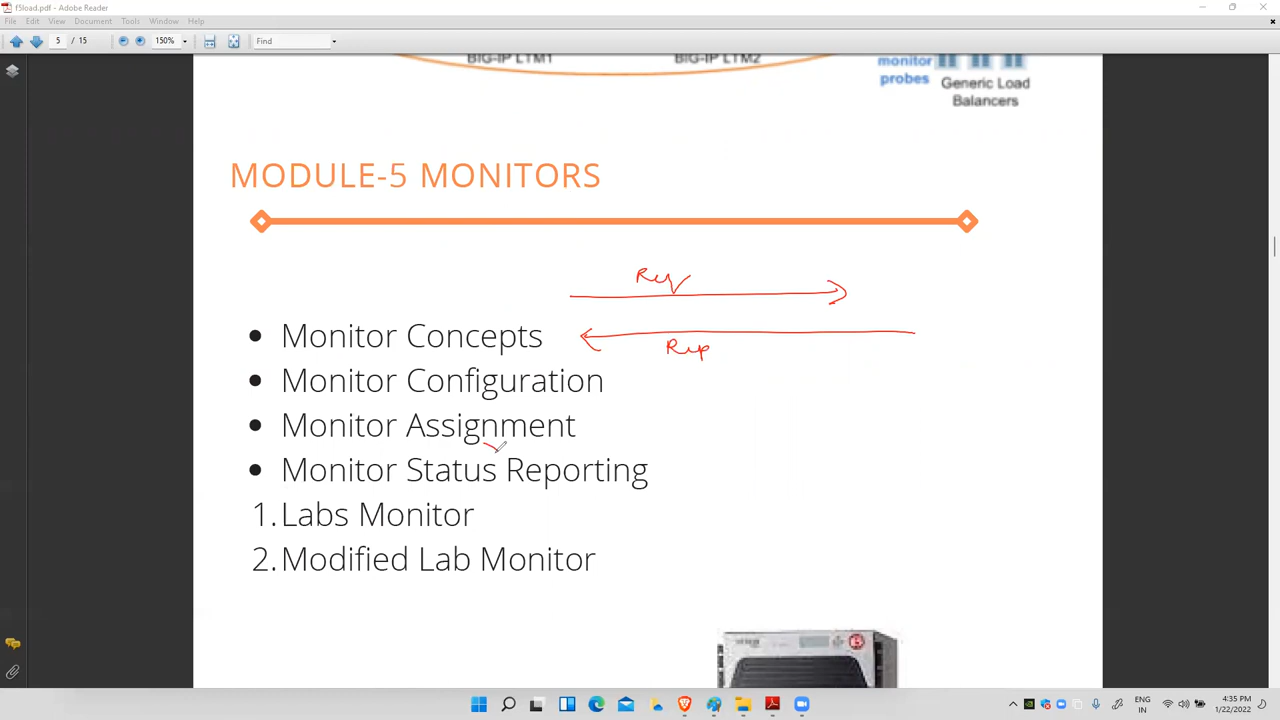 f5load.pdf - Adobe Reader
File Edit View Document Tools Window Help
5 / 15 150% Find
BIG-IP LTM1 BIG-IP LTM2
monitor
probes
Generic Load
Balancers
MODULE-5 MONITORS
Req
Rep
• Monitor Concepts
• Monitor Configuration
• Monitor Assignment
• Monitor Status Reporting
1. Labs Monitor
2. Modified Lab Monitor
ENG
IN
4:33 PM
1/22/2022